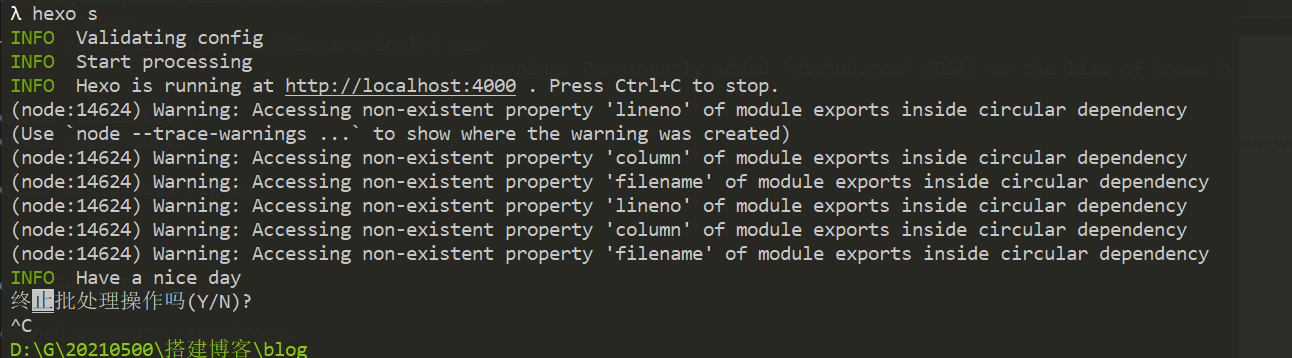 λ hexo s
INFO  Validating config
INFO  Start processing
INFO  Hexo is running at http://localhost:4000 . Press Ctrl+C to stop.
(node:14624) Warning: Accessing non-existent property 'lineno' of module exports inside circular dependency
(Use `node --trace-warnings ...` to show where the warning was created)
(node:14624) Warning: Accessing non-existent property 'column' of module exports inside circular dependency
(node:14624) Warning: Accessing non-existent property 'filename' of module exports inside circular dependency
(node:14624) Warning: Accessing non-existent property 'lineno' of module exports inside circular dependency
(node:14624) Warning: Accessing non-existent property 'column' of module exports inside circular dependency
(node:14624) Warning: Accessing non-existent property 'filename' of module exports inside circular dependency
INFO  Have a nice day
终止批处理操作吗(Y/N)?
^C
D:\G\20210500\搭建博客\blog